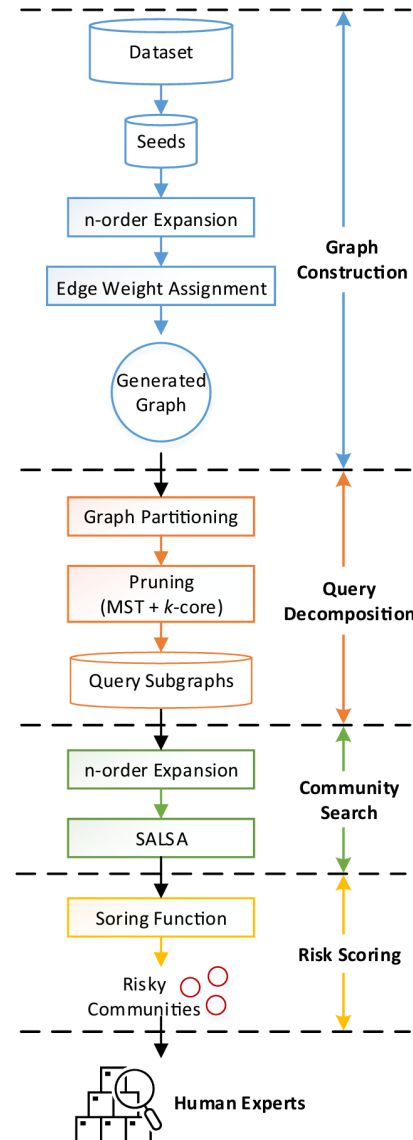 Dataset
Seeds
n-order Expansion
Edge Weight Assignment
Generated
Graph
Graph
Construction
Graph Partitioning
Pruning
(MST + k-core)
Query Subgraphs
Query
Decomposition
n-order Expansion
SALSA
Community
Search
Soring Function
Risky
Communities
Risk Scoring
Human Experts